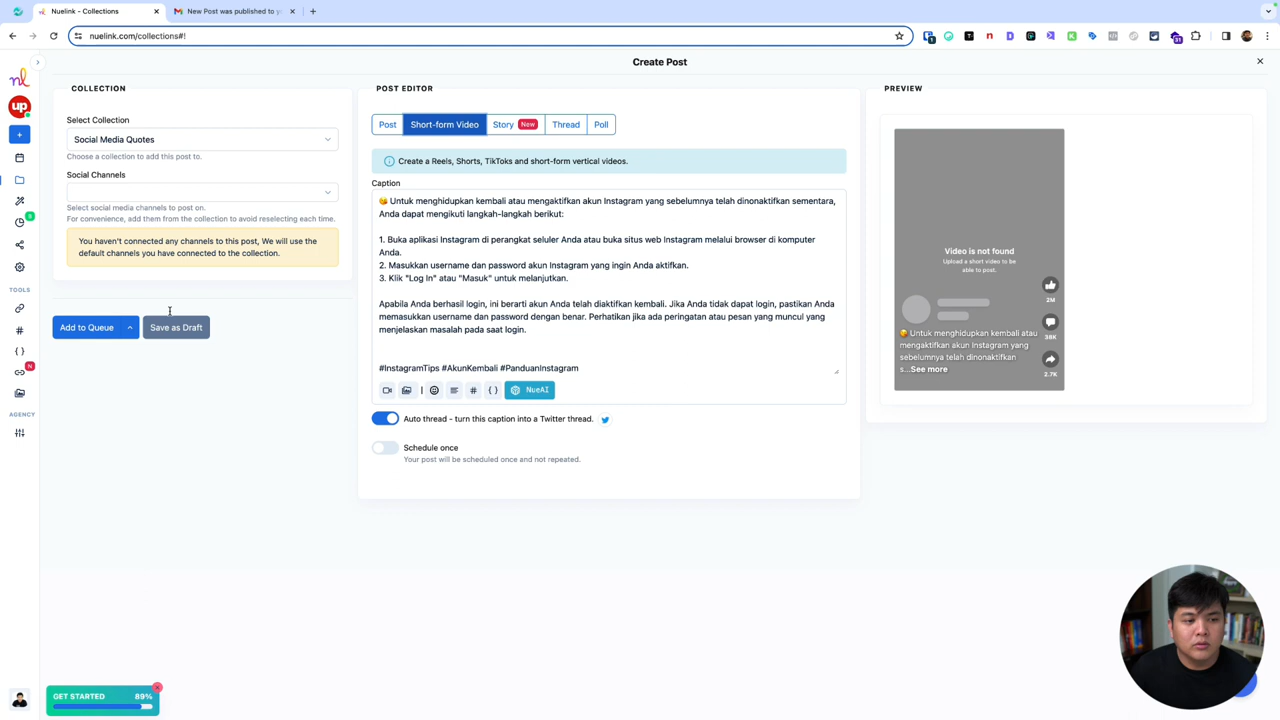 Nuelink - Collections
New Post was published to y
nuelink.com/collections#!
Create Post
nl
up
COLLECTION
Select Collection
Social Media Quotes
Choose a collection to add this post to.
Social Channels
Select social media channels to post on.
For convenience, add them from the collection to avoid reselecting each time.
You haven't connected any channels to this post, We will use the
default channels you have connected to the collection.
Add to Queue
Save as Draft
TOOLS
AGENCY
N
8
GET STARTED
89%
POST EDITOR
Post
Short-form Video
Story New
Thread
Poll
Create a Reels, Shorts, TikToks and short-form vertical videos.
Caption
😘 Untuk menghidupkan kembali atau mengaktifkan akun Instagram yang sebelumnya telah dinonaktifkan sementara,
Anda dapat mengikuti langkah-langkah berikut:
1. Buka aplikasi Instagram di perangkat seluler Anda atau buka situs web Instagram melalui browser di komputer
Anda.
2. Masukkan username dan password akun Instagram yang ingin Anda aktifkan.
3. Klik "Log In" atau "Masuk" untuk melanjutkan.
Apabila Anda berhasil login, ini berarti akun Anda telah diaktifkan kembali. Jika Anda tidak dapat login, pastikan Anda
memasukkan username dan password dengan benar. Perhatikan jika ada peringatan atau pesan yang muncul yang
menjelaskan masalah pada saat login.
#InstagramTips #AkunKembali #PanduanInstagram
NueAI
Auto thread - turn this caption into a Twitter thread.
Schedule once
Your post will be scheduled once and not repeated.
PREVIEW
Video is not found
Upload a short video to be
able to post.
2M
38K
2.7K
😘 Untuk menghidupkan kembali atau
mengaktifkan akun Instagram yang
sebelumnya telah dinonaktifkan
s...See more